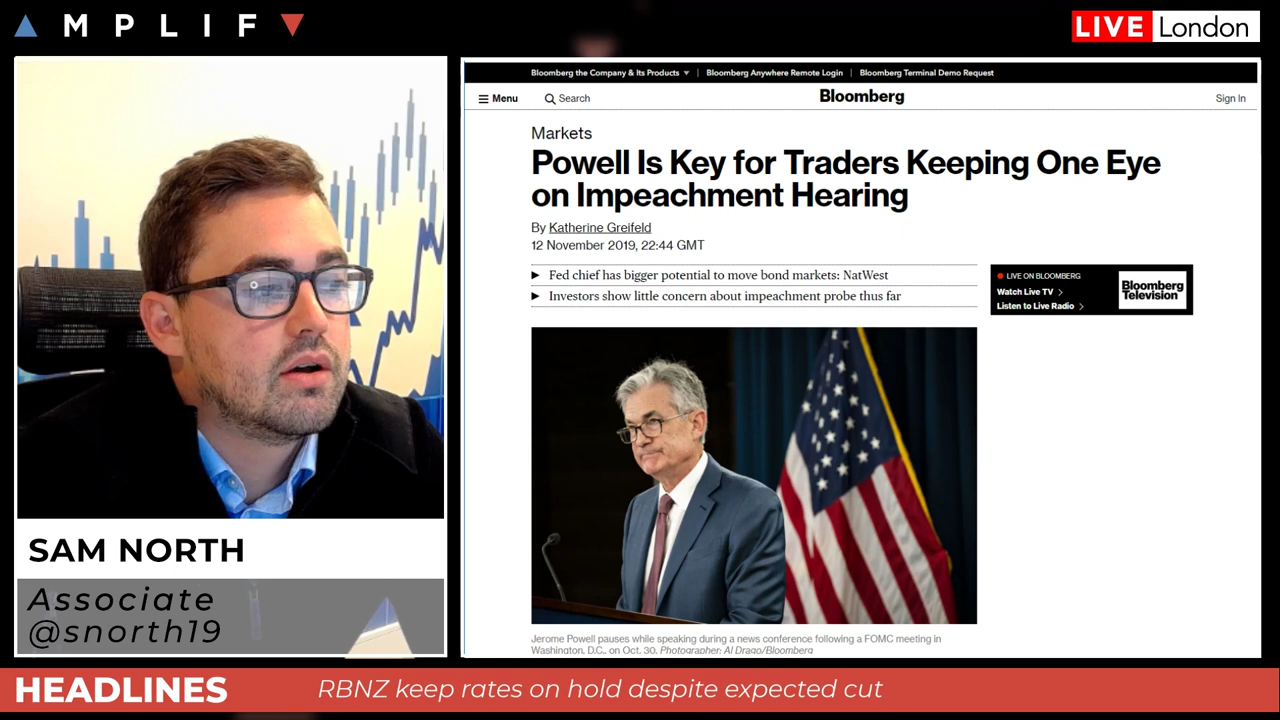 ▲ M P L I F ▼
LIVE London
SAM NORTH
Associate
@snorth19
Bloomberg the Company & Its Products ▼ | Bloomberg Anywhere Remote Login | Bloomberg Terminal Demo Request
Menu Search Bloomberg Sign In
Markets
Powell Is Key for Traders Keeping One Eye
on Impeachment Hearing
By Katherine Greifeld
12 November 2019, 22:44 GMT
► Fed chief has bigger potential to move bond markets: NatWest
► Investors show little concern about impeachment probe thus far
LIVE ON BLOOMBERG
Watch Live TV >
Listen to Live Radio >
Bloomberg
Television
Jerome Powell pauses while speaking during a news conference following a FOMC meeting in
Washington, D.C., on Oct. 30. Photographer: Al Drago/Bloomberg
HEADLINES RBNZ keep rates on hold despite expected cut